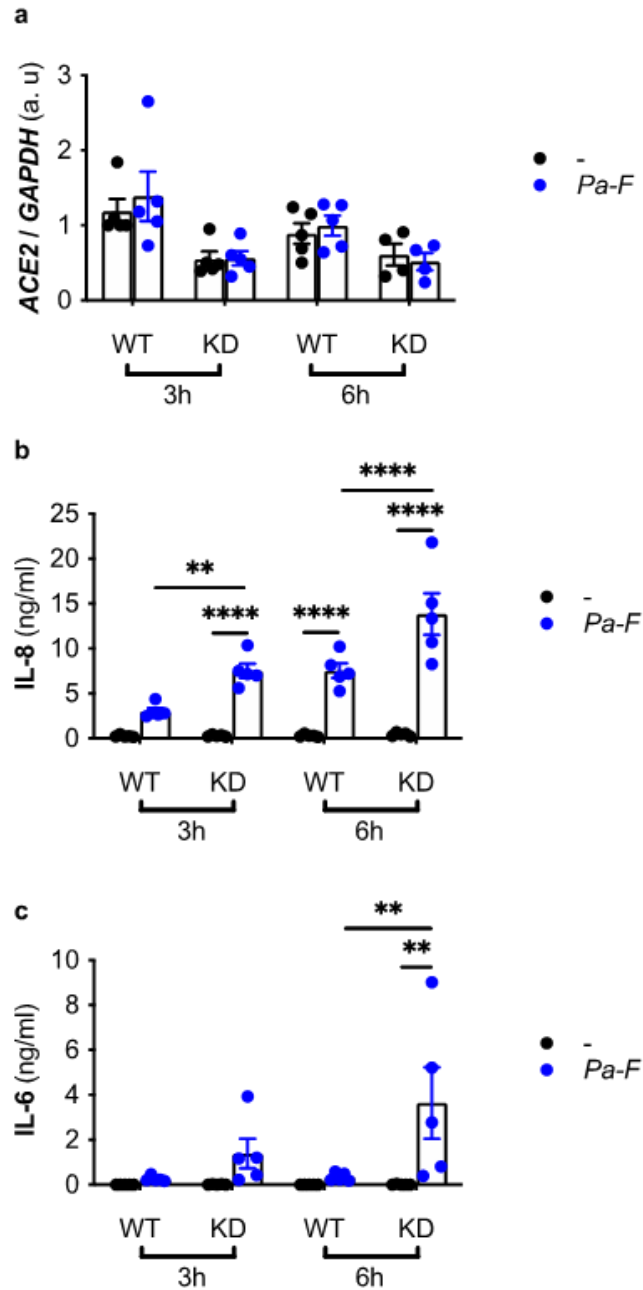 a
ACE2 / GAPDH (a. u)
3
2
1
0
WT KD WT KD
3h 6h
-
Pa-F
b
IL-8 (ng/ml)
25
20
15
10
5
0
** **** **** **** ****
WT KD WT KD
3h 6h
-
Pa-F
c
IL-6 (ng/ml)
10
8
6
4
2
0
**
**
WT KD WT KD
3h 6h
-
Pa-F